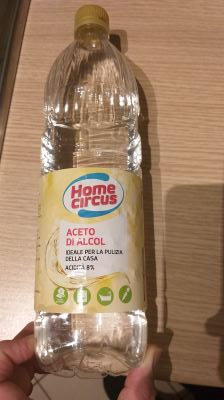 Home
circus
ACETO
DI ALCOL
IDEALE PER LA PULIZIA
DELLA CASA
ACIDITÀ 8%